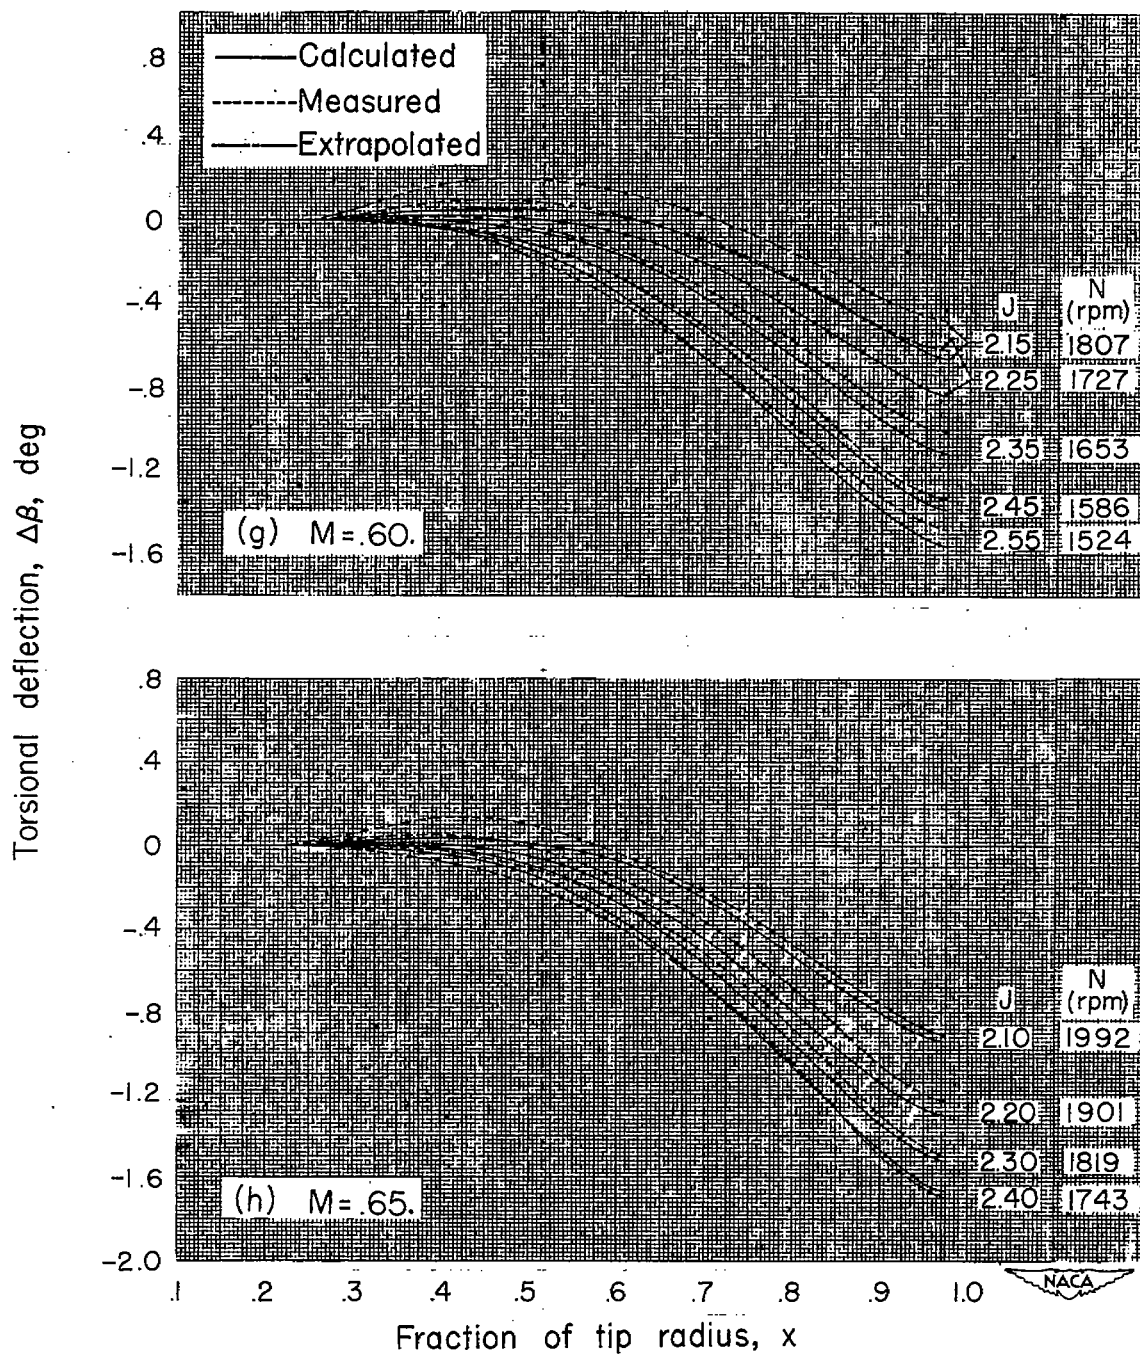 Calculated
Measured
Extrapolated
.8
.4
0
-.4
-.8
-1.2
-1.6
J N (rpm)
2.15 1807
2.25 1727
2.35 1653
2.45 1586
2.55 1524
(g) M=.60.
Torsional deflection, Δβ, deg
.8
.4
0
-.4
-.8
-1.2
-1.6
-2.0
J N (rpm)
2.10 1992
2.20 1901
2.30 1819
2.40 1743
(h) M=.65.
.1 .2 .3 .4 .5 .6 .7 .8 .9 1.0
NACA
Fraction of tip radius, x